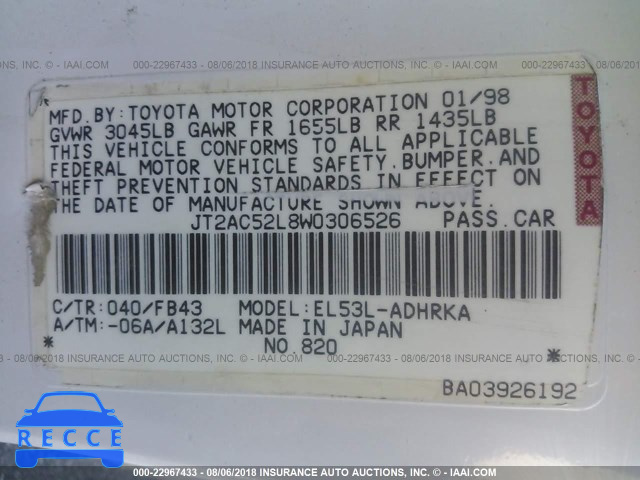 000-22967433 - 08/06/2018 INSURANCE AUTO AUCTIONS INC. - © - IAAI.COM
MFD.BY:TOYOTA MOTOR CORPORATION 01/98
GVWR 3045LB GAWR FR 1655LB RR 1435LB
THIS VEHICLE CONFORMS TO ALL APPLICABLE
FEDERAL MOTOR VEHICLE SAFETY.BUMPER.AND
THEFT PREVENTION STANDARDS IN EFFECT ON
THE DATE OF MANUFACTURE SHOWN ABOVE.
JT2AC52L8W0306526 PASS.CAR
TOYOTA
C/TR:040/FB43 MODEL:EL53L-ADHRKA
A/TM:-06A/A132L MADE IN JAPAN
* NO.820 *
000-22967433 - 08/06/2018 INSURANCE AUTO AUCTIONS INC. - © - IAAI.COM
BA03926192
RECCE
000-22967433 - 08/06/2018 INSURANCE AUTO AUCTIONS INC. - © - IAAI.COM